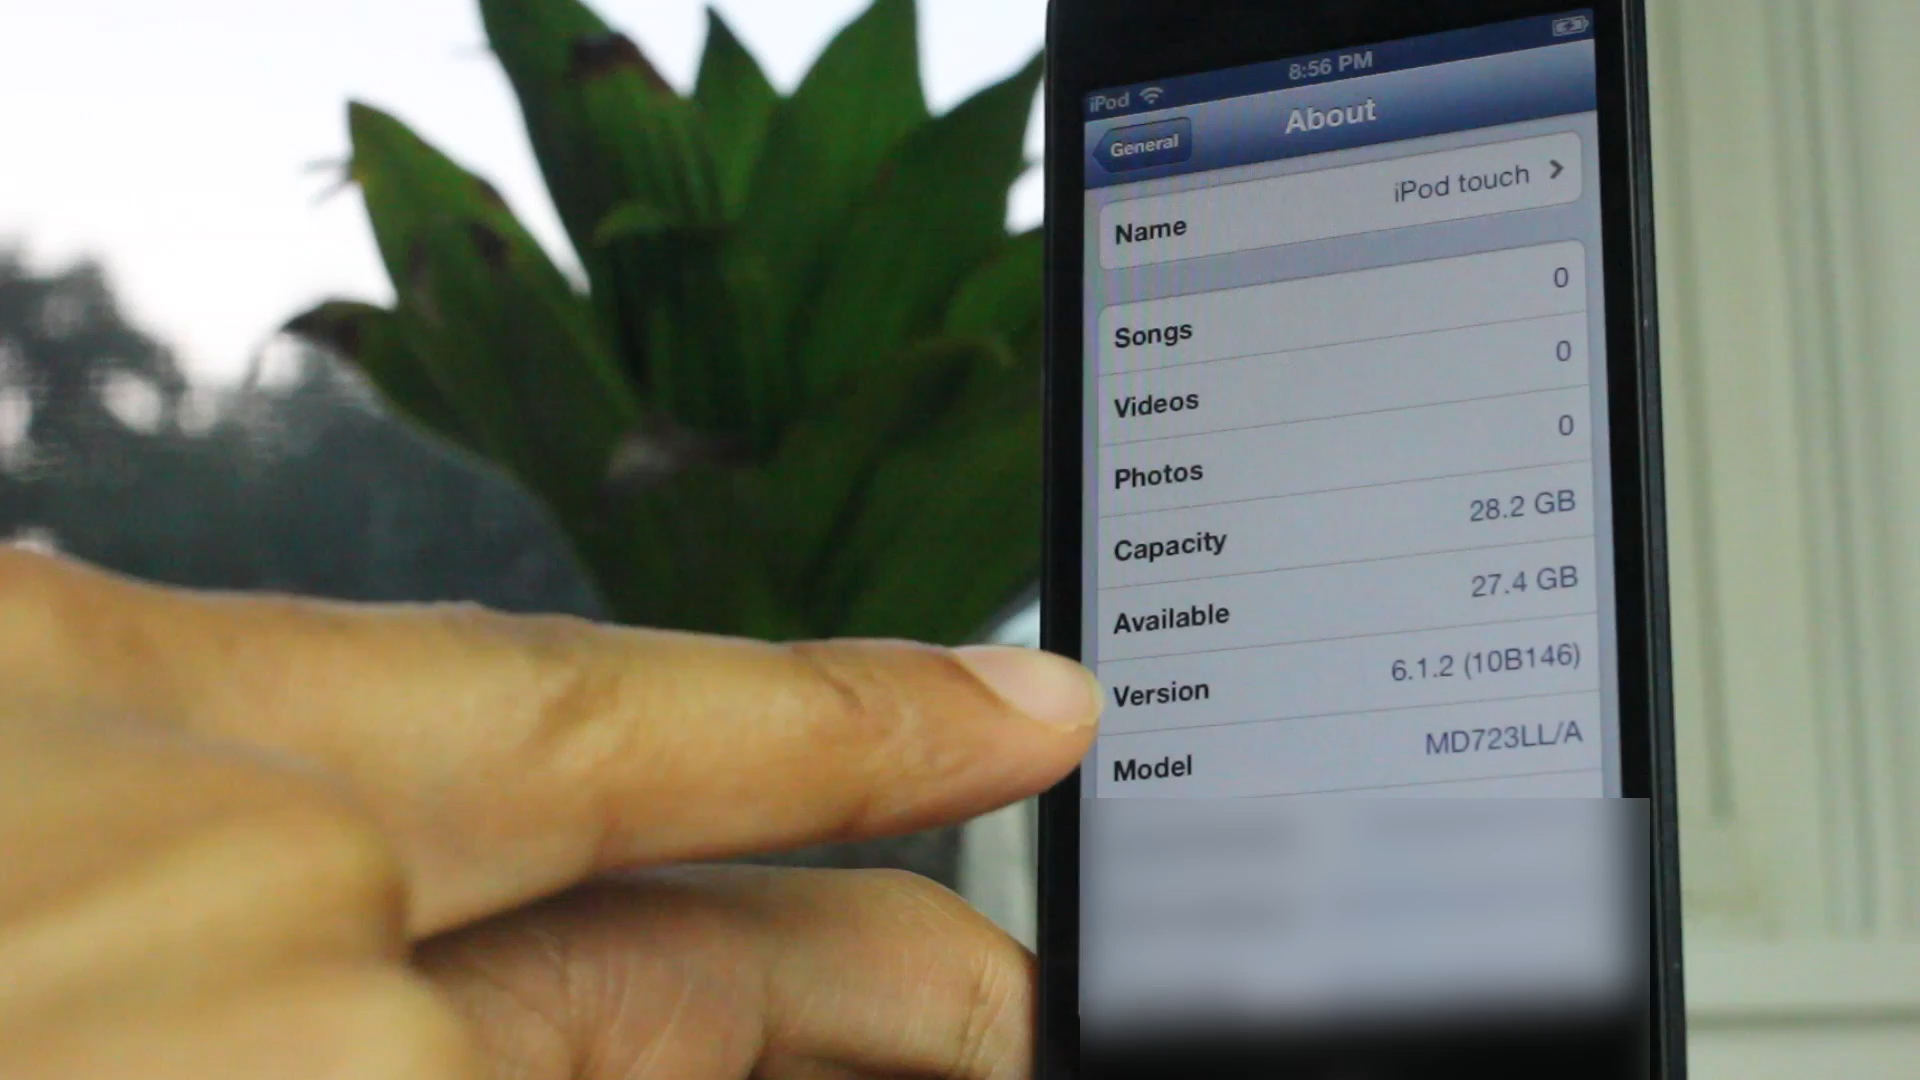 iPod 8:56 PM
General About
Name iPod touch
Songs 0
Videos 0
Photos 0
Capacity 28.2 GB
Available 27.4 GB
Version 6.1.2 (10B146)
Model MD723LL/A